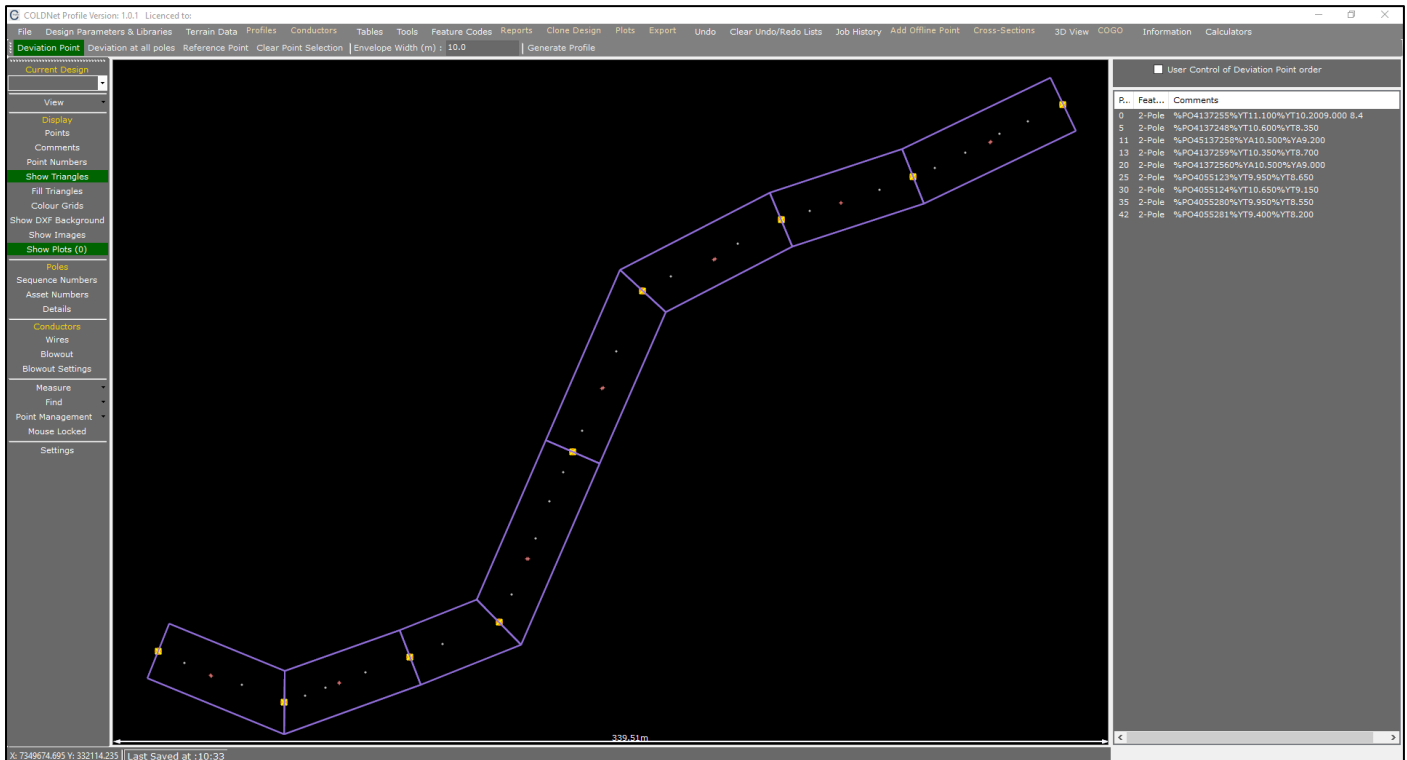 COLDNet Profile Version: 1.0.1 Licenced to:
File Design Parameters & Libraries Terrain Data Profiles Conductors Tables Tools Feature Codes Reports Clone Design Plots Export Undo Clear Undo/Redo Lists Job History Add Offline Point Cross-Sections 3D View COGO Information Calculators
Deviation Point Deviation at all poles Reference Point Clear Point Selection Envelope Width (m) : 10.0 Generate Profile
Current Design
View
Display
Points
Comments
Point Numbers
Show Triangles
Fill Triangles
Colour Grids
Show DXF Background
Show Images
Show Plots (0)
Poles
Sequence Numbers
Asset Numbers
Details
Conductors
Wires
Blowout
Blowout Settings
Measure
Find
Point Management
Mouse Locked
Settings
339.51m
User Control of Deviation Point order
P... Feat... Comments
0 2-Pole %PO4137255%YT11.100%YT10.2009.000 8.4
5 2-Pole %PO4137248%YT10.600%YT8.350
11 2-Pole %PO45137258%YA10.500%YA9.200
13 2-Pole %PO4137259%YT10.350%YT8.700
20 2-Pole %PO41372560%YA10.500%YA9.000
25 2-Pole %PO4055123%YT9.950%YT8.650
30 2-Pole %PO4055124%YT10.650%YT9.150
35 2-Pole %PO4055280%YT9.950%YT8.550
42 2-Pole %PO4055281%YT9.400%YT8.200
X: 7349674.695 Y: 332114.235 Last Saved at :10:33